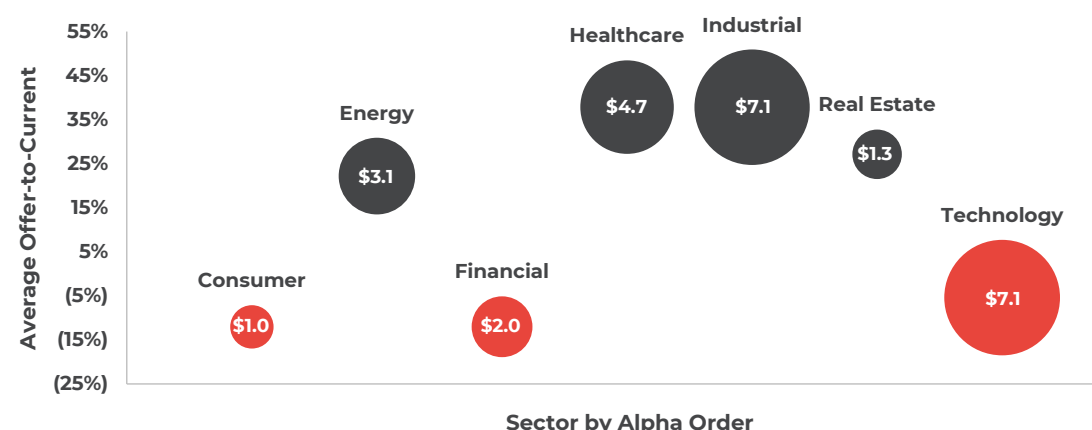 Average Offer-to-Current
55%
45%
35%
25%
15%
5%
(5%)
(15%)
(25%)
Consumer
$1.0
Energy
$3.1
Financial
$2.0
Healthcare
$4.7
Industrial
$7.1
Real Estate
$1.3
Technology
$7.1
Sector by Alpha Order